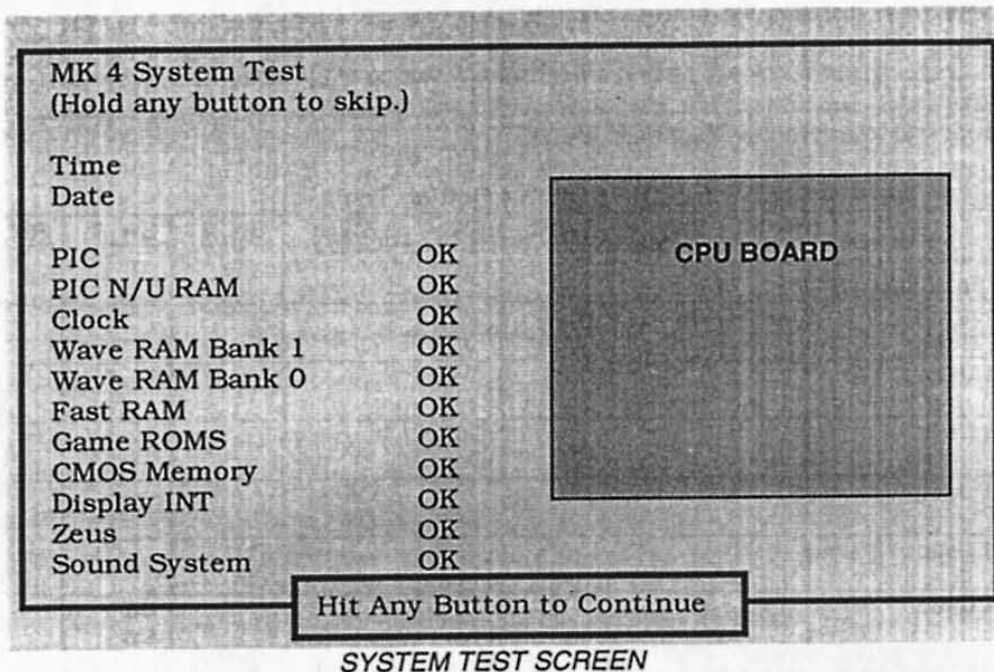 MK 4 System Test
(Hold any button to skip.)
Time
Date
PIC OK
PIC N/U RAM OK
Clock OK
Wave RAM Bank 1 OK
Wave RAM Bank 0 OK
Fast RAM OK
Game ROMS OK
CMOS Memory OK
Display INT OK
Zeus OK
Sound System OK
CPU BOARD
Hit Any Button to Continue
SYSTEM TEST SCREEN